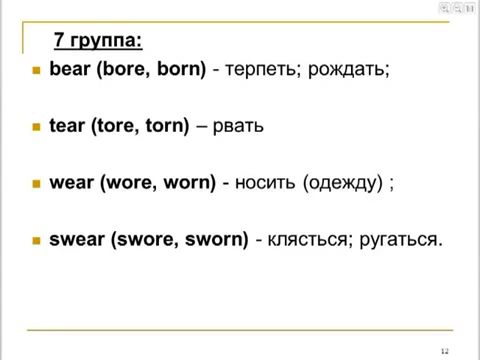 7 группа:
bear (bore, born) - терпеть; рождать;
tear (tore, torn) – рвать
wear (wore, worn) - носить (одежду) ;
swear (swore, sworn) - клясться; ругаться.
12